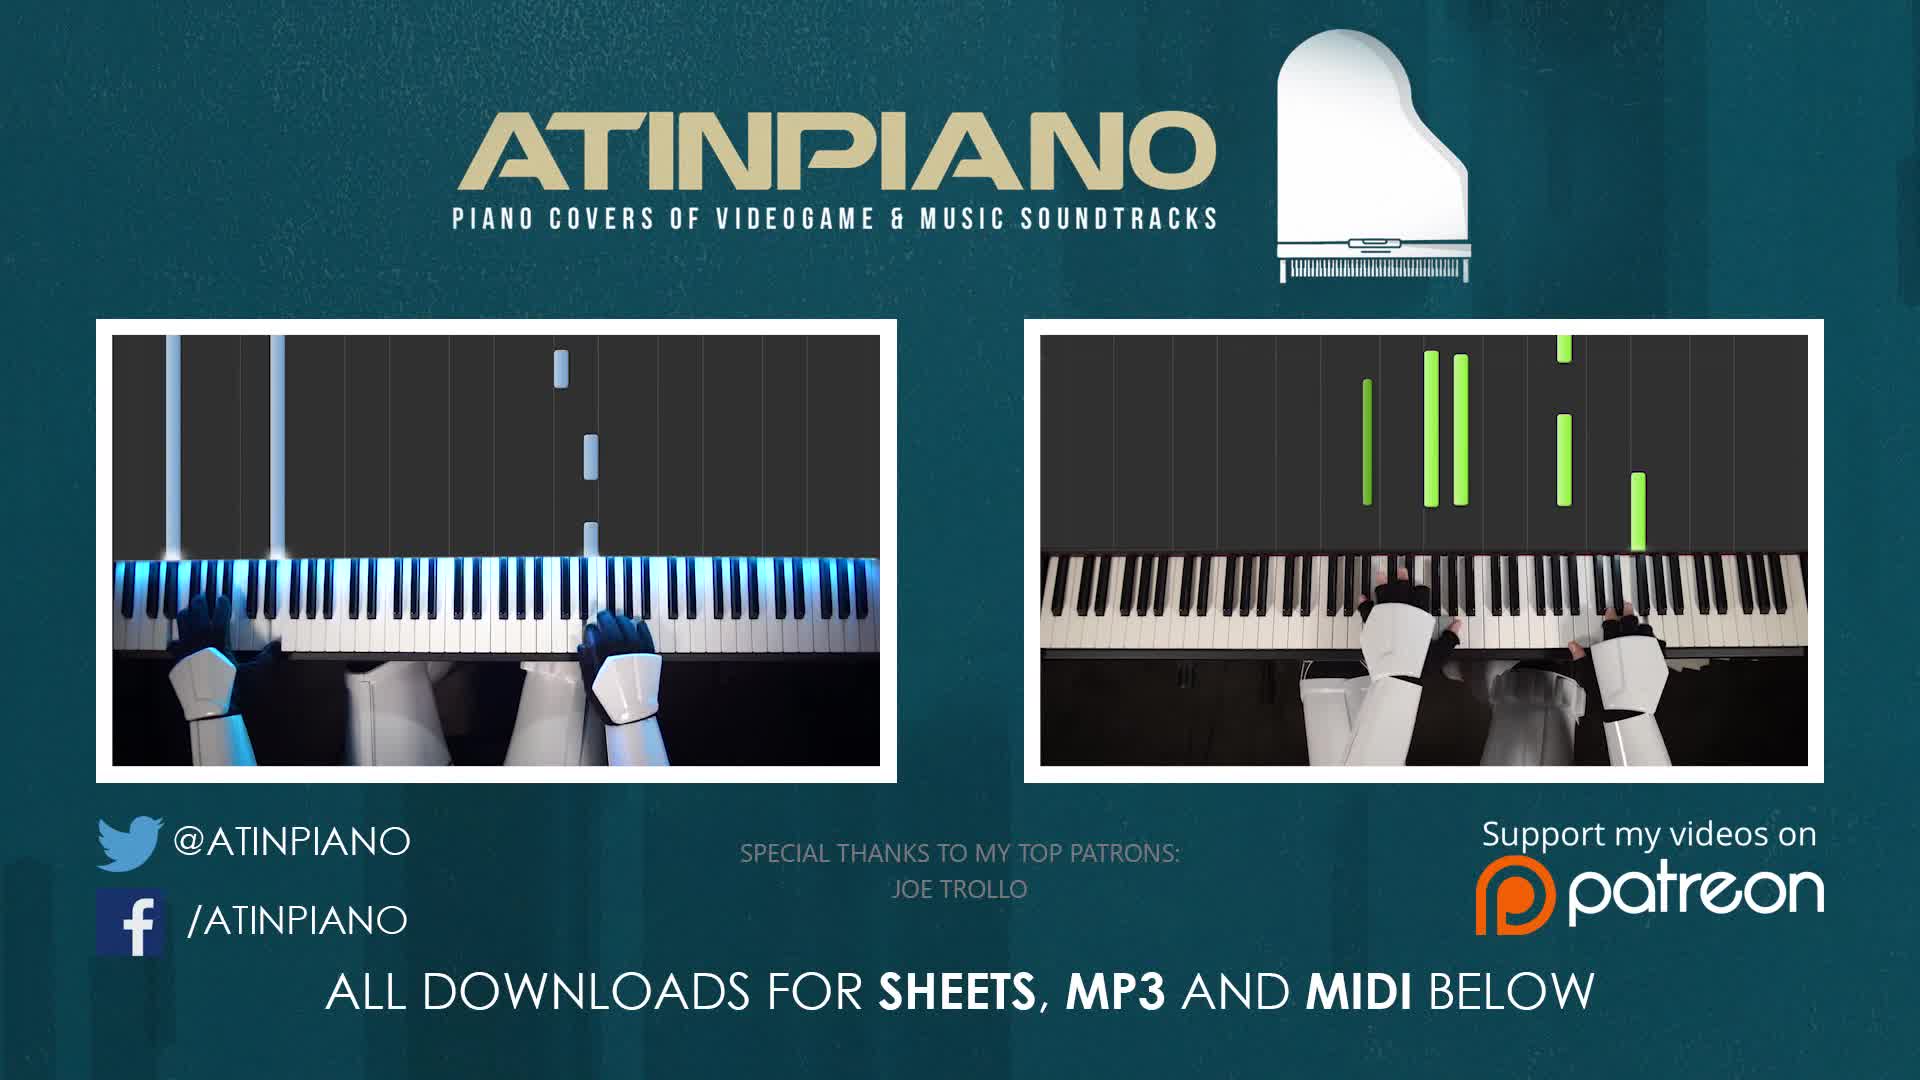 ATINPIANO
PIANO COVERS OF VIDEOGAME & MUSIC SOUNDTRACKS
@ATINPIANO
/ATINPIANO
SPECIAL THANKS TO MY TOP PATRONS:
JOE TROLLO
Support my videos on
patreon
ALL DOWNLOADS FOR SHEETS, MP3 AND MIDI BELOW